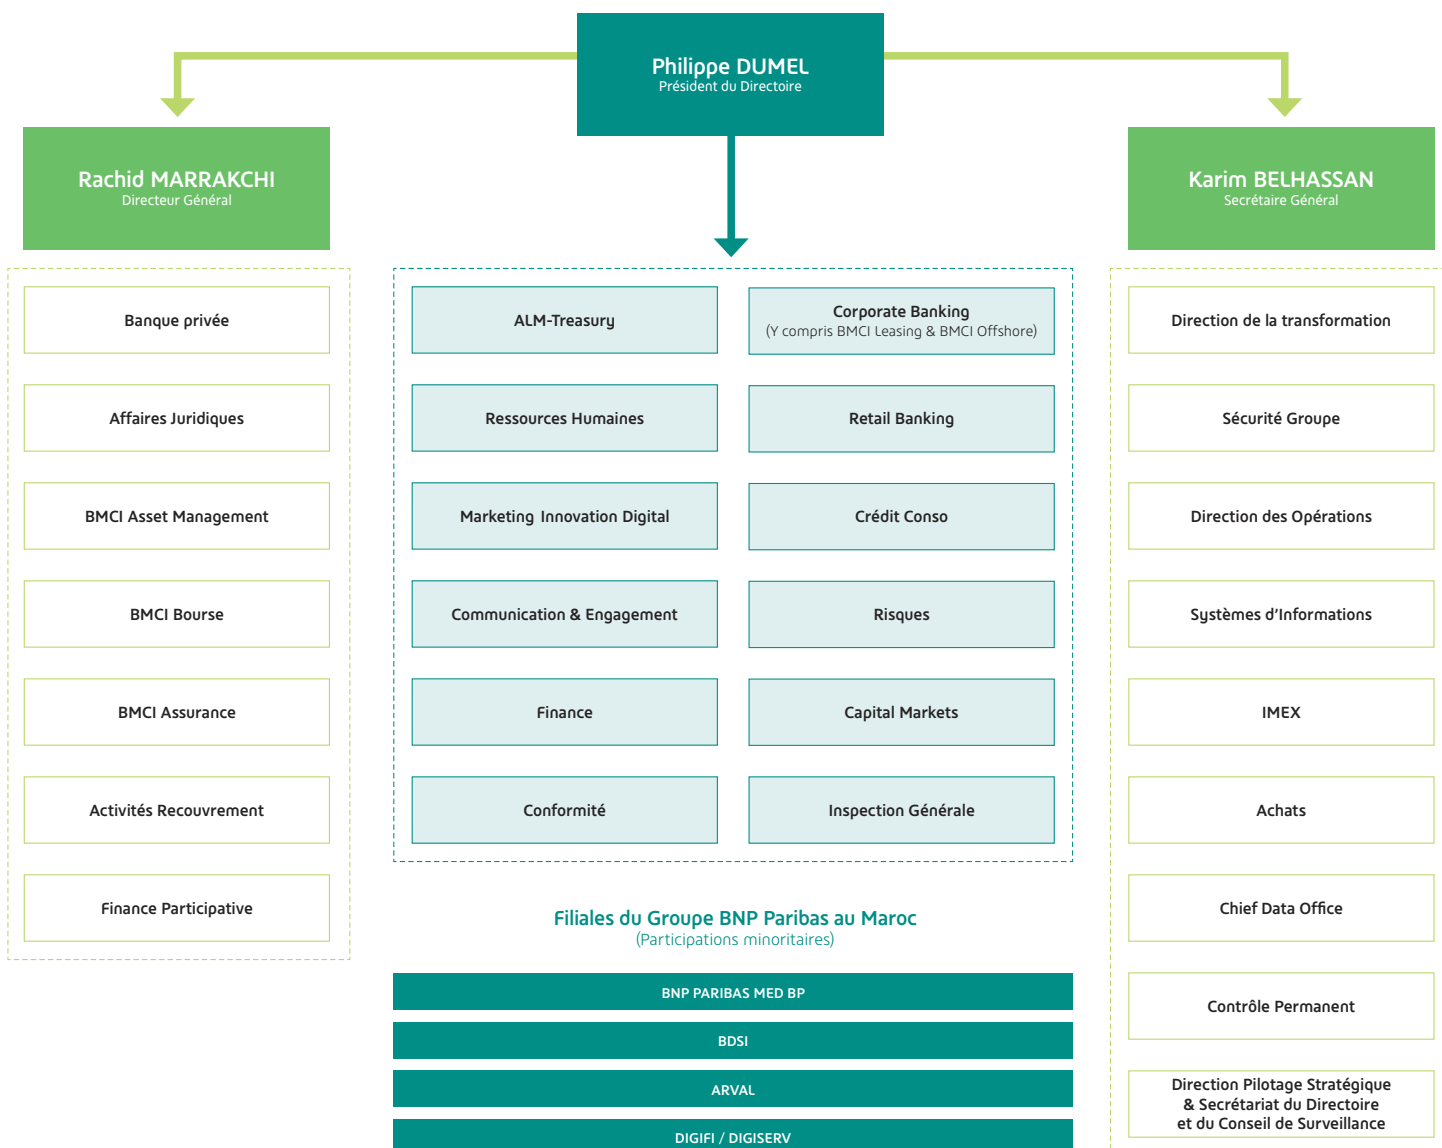 Philippe DUMEL
Président du Directoire
Rachid MARRAKCHI
Directeur Général
Karim BELHASSAN
Secrétaire Général
Banque privée
Affaires Juridiques
BMCI Asset Management
BMCI Bourse
BMCI Assurance
Activités Recouvrement
Finance Participative
ALM-Treasury
Corporate Banking
(Y compris BMCI Leasing & BMCI Offshore)
Ressources Humaines
Retail Banking
Marketing Innovation Digital
Crédit Conso
Communication & Engagement
Risques
Finance
Capital Markets
Conformité
Inspection Générale
Filiales du Groupe BNP Paribas au Maroc
(Participations minoritaires)
BNP PARIBAS MED BP
BDSI
ARVAL
DIGIFI / DIGISERV
Direction de la transformation
Sécurité Groupe
Direction des Opérations
Systèmes d'Informations
IMEX
Achats
Chief Data Office
Contrôle Permanent
Direction Pilotage Stratégique
& Secrétariat du Directoire
et du Conseil de Surveillance